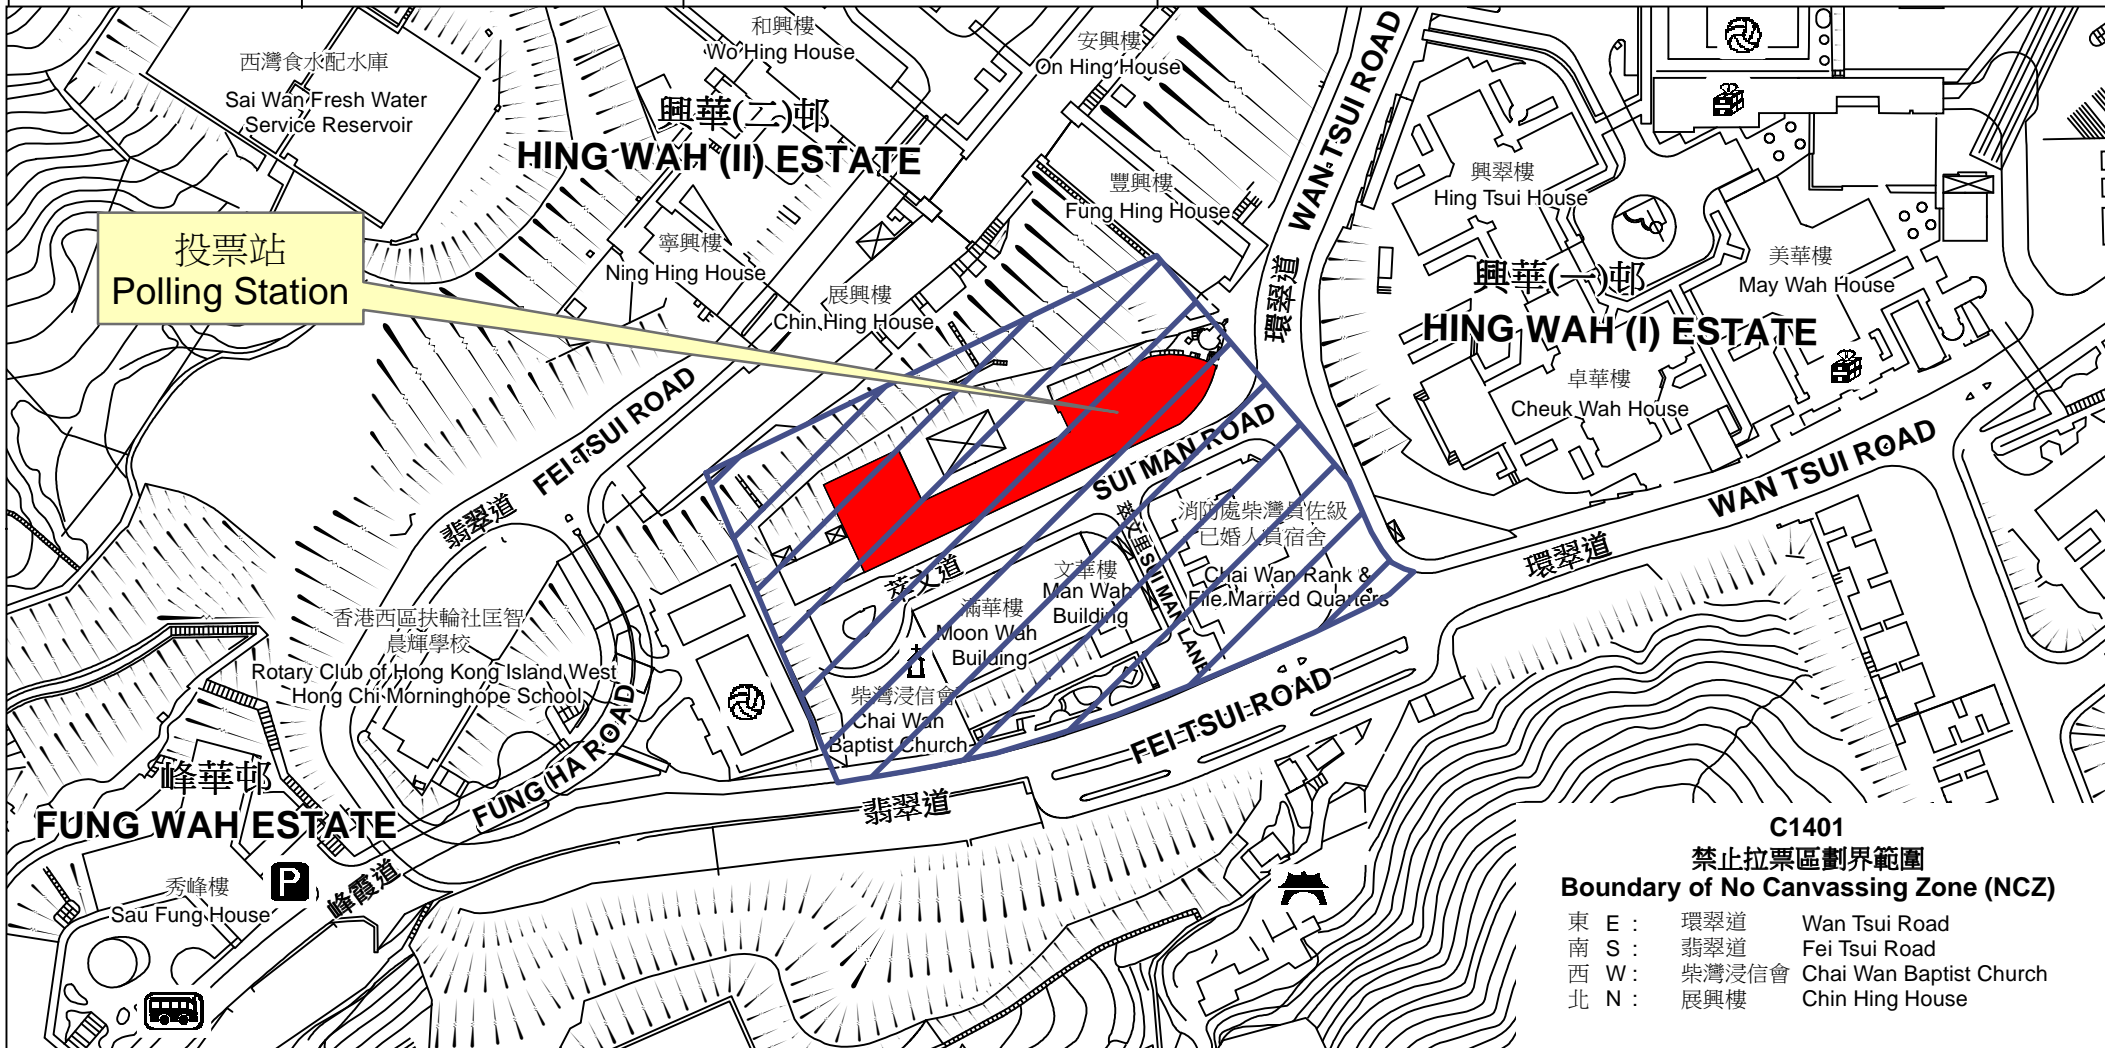 西灣食水配水庫
Sai Wan Fresh Water
Service Reservoir
和興樓
Wo Hing House
安興樓
On Hing House
興華(二)邨
HING WAH (II) ESTATE
WAN TSUI ROAD
豐興樓
Fung Hing House
興翠樓
Hing Tsui House
投票站
Polling Station
寧興樓
Ning Hing House
展興樓
Chin Hing House
環翠道
興華(一)邨
HING WAH (I) ESTATE
美華樓
May Wah House
卓華樓
Cheuk Wah House
FEI TSUI ROAD
翡翠道
SUI MAN ROAD
萃文道
WAN TSUI ROAD
環翠道
消防處柴灣員佐級
已婚人員宿舍
Chai Wan Rank &
File Married Quarters
萃文里 SUI MAN LANE
文華樓
Man Wah
Building
滿華樓
Moon Wah
Building
柴灣浸信會
Chai Wan
Baptist Church
香港西區扶輪社匡智
晨輝學校
Rotary Club of Hong Kong Island West
Hong Chi Morninghope School
FUNG HA ROAD
峰霞道
FEI TSUI ROAD
翡翠道
峰華邨
FUNG WAH ESTATE
P
秀峰樓
Sau Fung House
C1401
禁止拉票區劃界範圍
Boundary of No Canvassing Zone (NCZ)
東 E : 環翠道 Wan Tsui Road
南 S : 翡翠道 Fei Tsui Road
西 W : 柴灣浸信會 Chai Wan Baptist Church
北 N : 展興樓 Chin Hing House